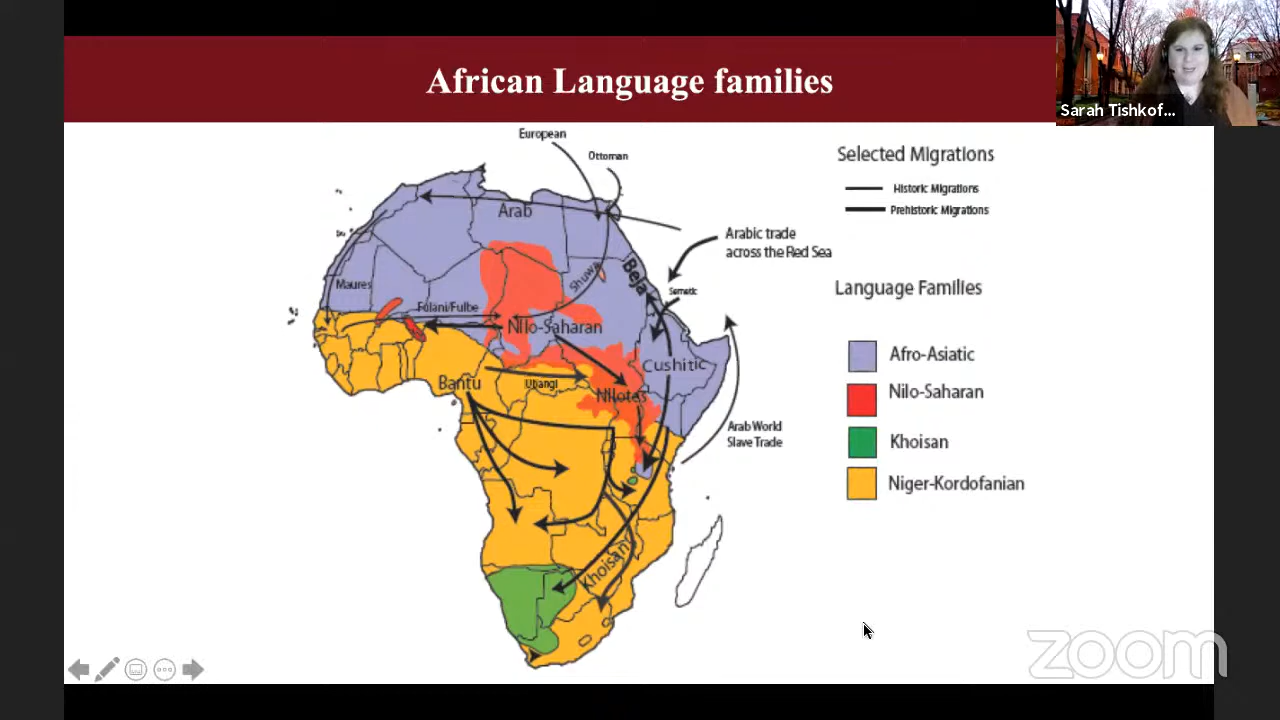 African Language families
Sarah Tishkof...
European
Ottoman
Selected Migrations
Historic Migrations
Prehistoric Migrations
Arab
Arabic trade
across the Red Sea
Beja
Shuwa
Maures
Semetic
Language Families
Fulani/Fulbe
Nilo-Saharan
Afro-Asiatic
Cushitic
Bantu
Ubangi
Nilotes
Nilo-Saharan
Arab World
Slave Trade
Khoisan
Niger-Kordofanian
Khoisan
zoom